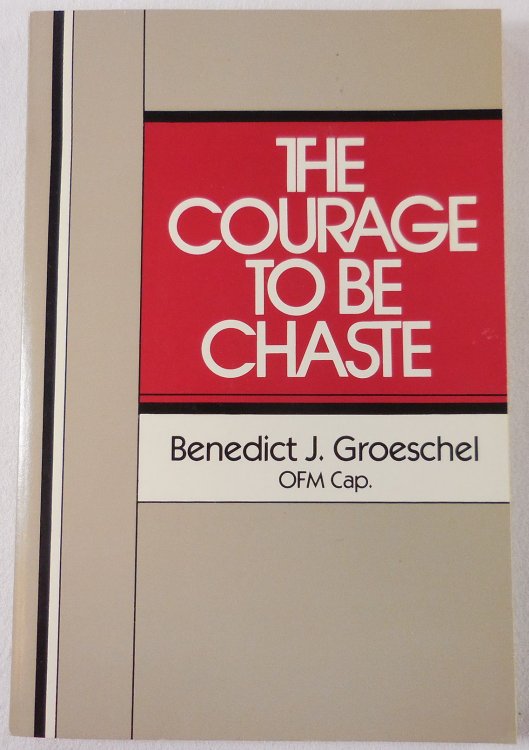 THE
COURAGE
TO BE
CHASTE
Benedict J. Groeschel
OFM Cap.